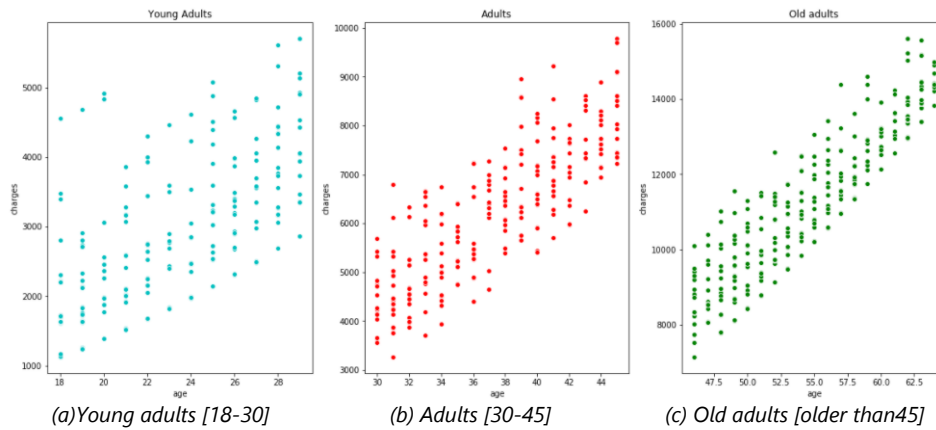 Young Adults
5000
4000
3000
2000
1000
charges
18 20 22 24 26 28
age
(a)Young adults [18-30]
Adults
10000
9000
8000
7000
6000
5000
4000
3000
charges
30 32 34 36 38 40 42 44
age
(b) Adults [30-45]
Old adults
16000
14000
12000
10000
8000
charges
47.5 50.0 52.5 55.0 57.5 60.0 62.5
age
(c) Old adults [older than45]